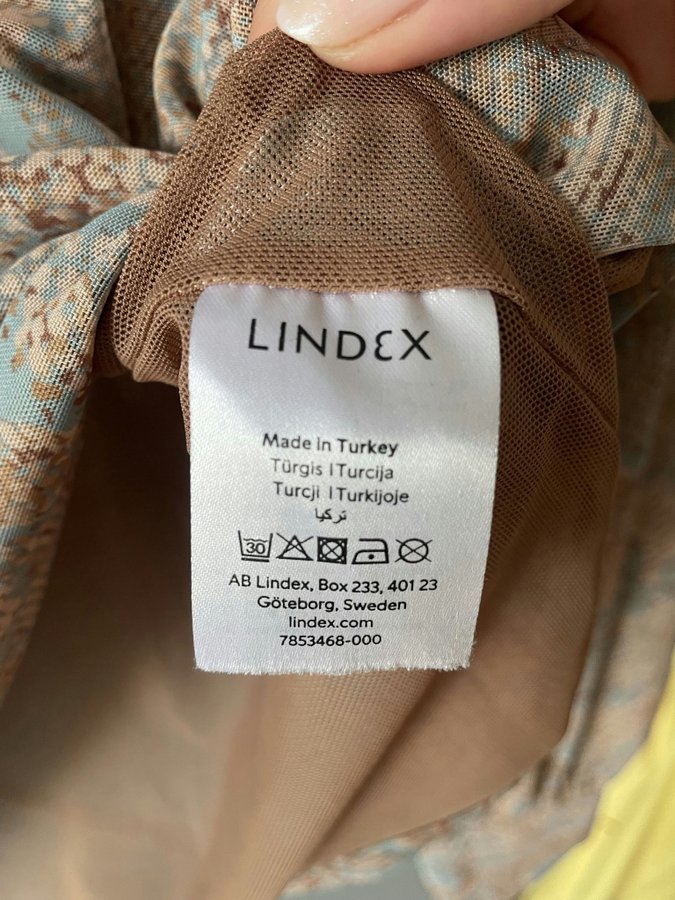 LINDEX
Made in Turkey
Türgis | Turcija
Turcji | Turkijoje
تركيا
30
AB Lindex, Box 233, 401 23
Göteborg, Sweden
lindex.com
7853468-000